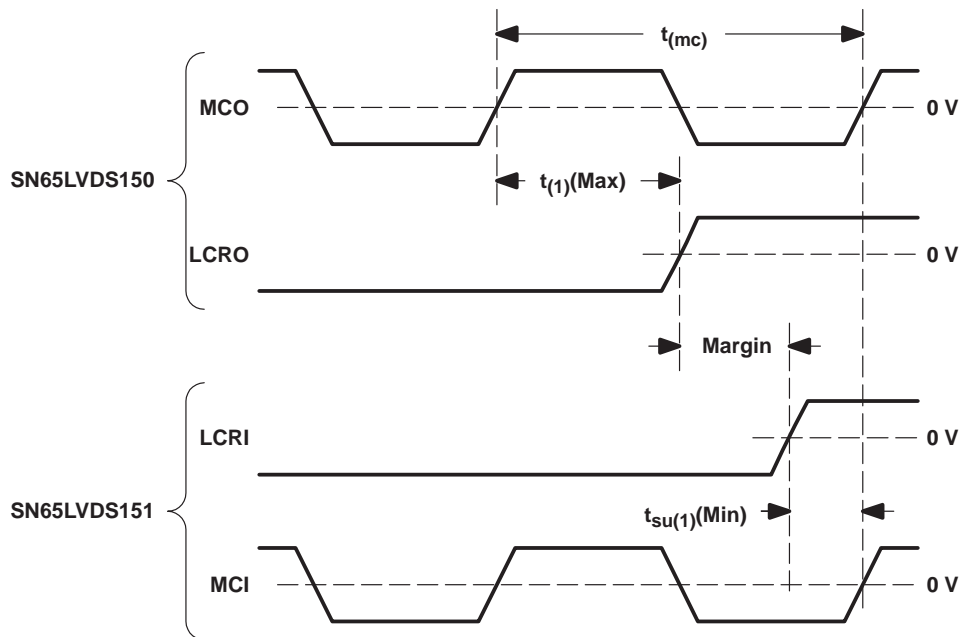 t(mc)
MCO
0 V
SN65LVDS150
t(1)(Max)
LCRO
0 V
Margin
LCRI
0 V
SN65LVDS151
tsu(1)(Min)
MCI
0 V